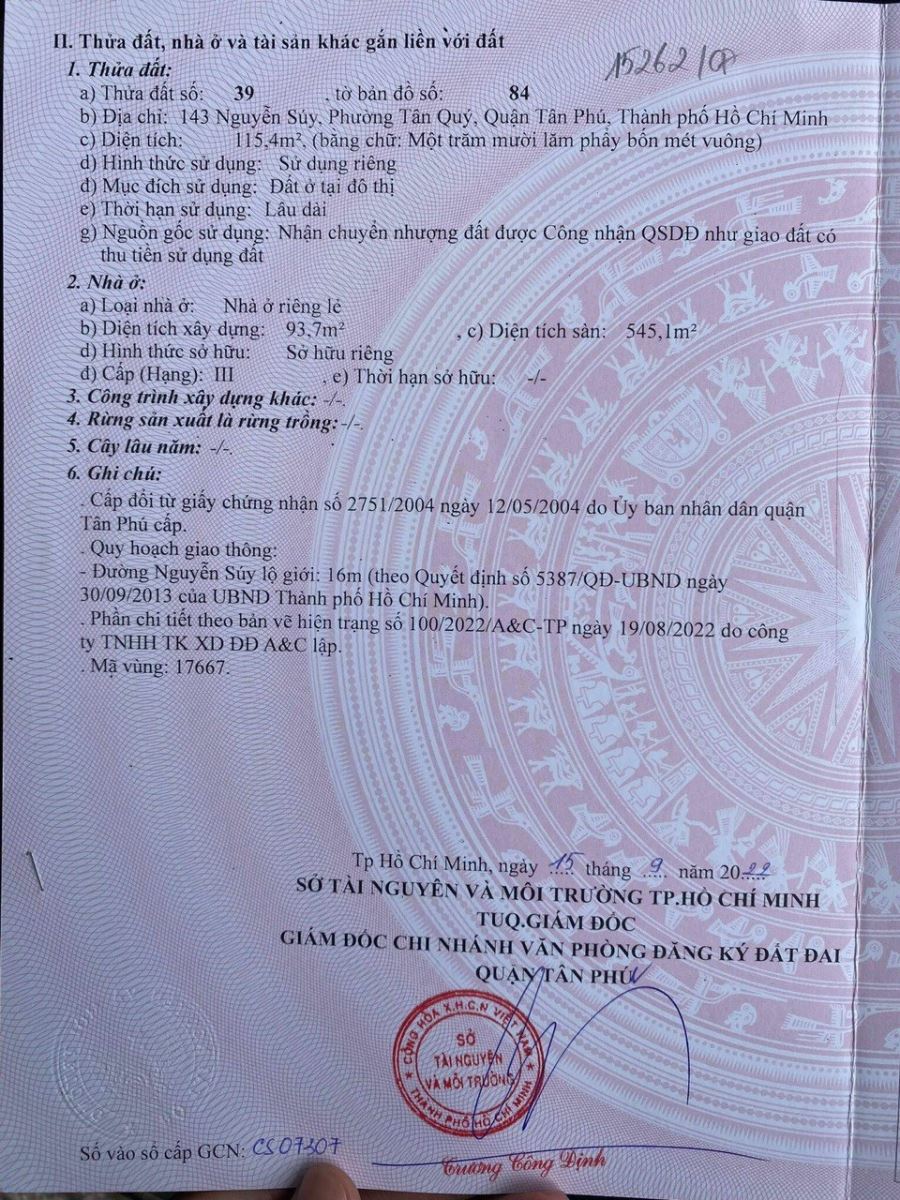 II. Thửa đất, nhà ở và tài sản khác gắn liền với đất
15262/CP
1. Thửa đất:
a) Thửa đất số: 39 , tờ bản đồ số: 84
b) Địa chỉ: 143 Nguyễn Súy, Phường Tân Quý, Quận Tân Phú, Thành phố Hồ Chí Minh
c) Diện tích: 115,4m², (bằng chữ: Một trăm mười lăm phẩy bốn mét vuông)
d) Hình thức sử dụng: Sử dụng riêng
đ) Mục đích sử dụng: Đất ở tại đô thị
e) Thời hạn sử dụng: Lâu dài
g) Nguồn gốc sử dụng: Nhận chuyển nhượng đất được Công nhận QSDĐ như giao đất có
thu tiền sử dụng đất
2. Nhà ở:
a) Loại nhà ở: Nhà ở riêng lẻ
b) Diện tích xây dựng: 93,7m² , c) Diện tích sàn: 545,1m²
d) Hình thức sở hữu: Sở hữu riêng
đ) Cấp (Hạng): III , e) Thời hạn sở hữu: -/-
3. Công trình xây dựng khác: -/-.
4. Rừng sản xuất là rừng trồng: -/-.
5. Cây lâu năm: -/-.
6. Ghi chú:
. Cấp đổi từ giấy chứng nhận số 2751/2004 ngày 12/05/2004 do Ủy ban nhân dân quận
Tân Phú cấp.
. Quy hoạch giao thông:
- Đường Nguyễn Súy lộ giới: 16m (theo Quyết định số 5387/QĐ-UBND ngày
30/09/2013 của UBND Thành phố Hồ Chí Minh).
. Phần chi tiết theo bản vẽ hiện trạng số 100/2022/A&C-TP ngày 19/08/2022 do công
ty TNHH TK XD ĐĐ A&C lập.
. Mã vùng: 17667.
Tp Hồ Chí Minh, ngày 15 tháng 9 năm 2022
SỞ TÀI NGUYÊN VÀ MÔI TRƯỜNG TP.HỒ CHÍ MINH
TUQ.GIÁM ĐỐC
GIÁM ĐỐC CHI NHÁNH VĂN PHÒNG ĐĂNG KÝ ĐẤT ĐAI
QUẬN TÂN PHÚ
CỘNG HÒA X.H.C.N VIỆT NAM
SỞ
TÀI NGUYÊN
VÀ MÔI TRƯỜNG
THÀNH PHỐ HỒ CHÍ MINH
Số vào sổ cấp GCN: CS07307
Trương Công Định